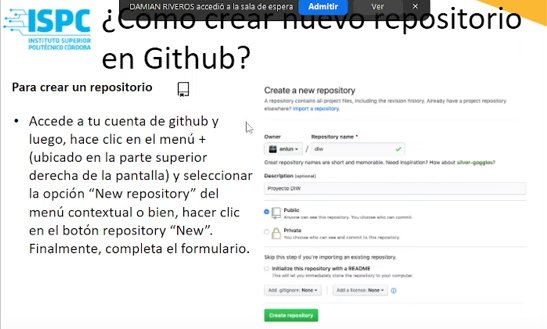 DAMIAN RIVEROS accedió a la sala de espera
Admitir
Ver
ISPC
INSTITUTO SUPERIOR
POLITÉCNICO CÓRDOBA
¿Cómo crear nuevo repositorio
en Github?
Para crear un repositorio
• Accede a tu cuenta de github y
luego, hace clic en el menú +
(ubicado en la parte superior
derecha de la pantalla) y seleccionar
la opción “New repository” del
menú contextual o bien, hacer clic
en el botón repository “New”.
Finalmente, completa el formulario.
Create a new repository
A repository contains all project files, including the revision history. Already have a project repository
elsewhere? Import a repository.
Owner
Repository name *
/
diw
Great repository names are short and memorable. Need inspiration? How about silver-goggles?
Description (optional)
Proyecto DIW
Public
Anyone can see this repository. You choose who can commit.
Private
You choose who can see and commit to this repository.
Skip this step if you're importing an existing repository.
Initialize this repository with a README
This will let you immediately clone the repository to your computer.
Add .gitignore: None
Add a license: None
Create repository